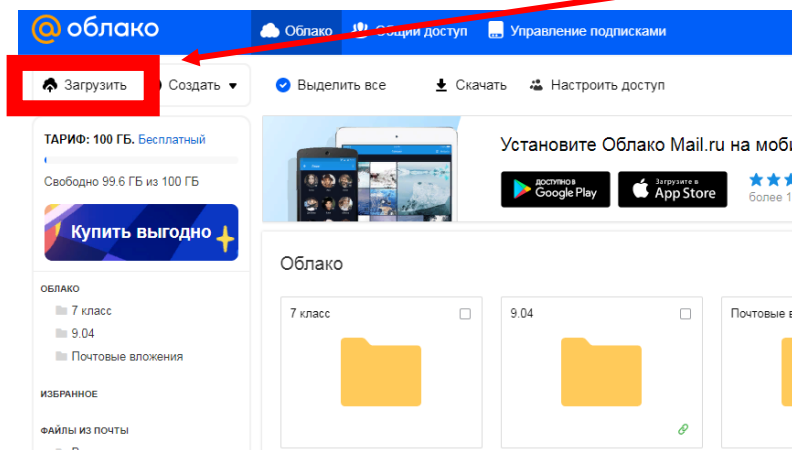 облако
Облако Общий доступ Управление подписками
Загрузить Создать Выделить все Скачать Настроить доступ
ТАРИФ: 100 ГБ. Бесплатный
Свободно 99.6 ГБ из 100 ГБ
Купить выгодно
Установите Облако Mail.ru на моби
ДОСТУПНО В
Google Play
Загрузите в
App Store
более 1
ОБЛАКО
7 класс
9.04
Почтовые вложения
ИЗБРАННОЕ
ФАЙЛЫ ИЗ ПОЧТЫ
Облако
7 класс
9.04
Почтовые в